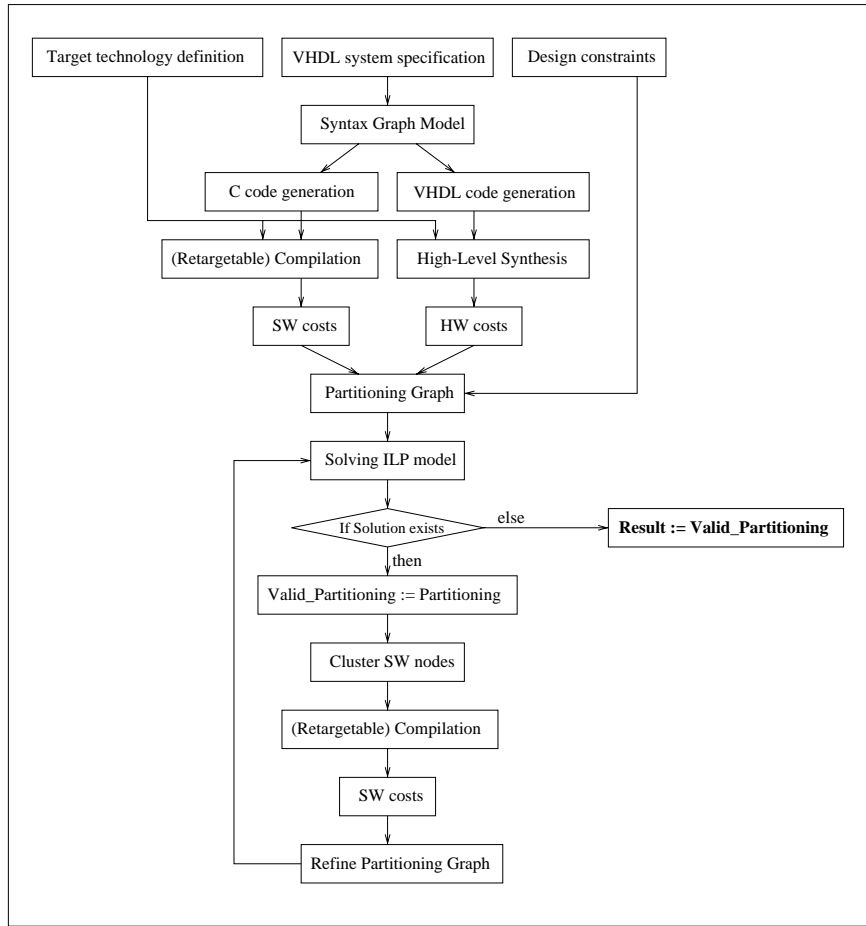 Target technology definition
VHDL system specification
Design constraints
Syntax Graph Model
C code generation
VHDL code generation
(Retargetable) Compilation
High-Level Synthesis
SW costs
HW costs
Partitioning Graph
Solving ILP model
If Solution exists
else
Result := Valid_Partitioning
then
Valid_Partitioning := Partitioning
Cluster SW nodes
(Retargetable) Compilation
SW costs
Refine Partitioning Graph